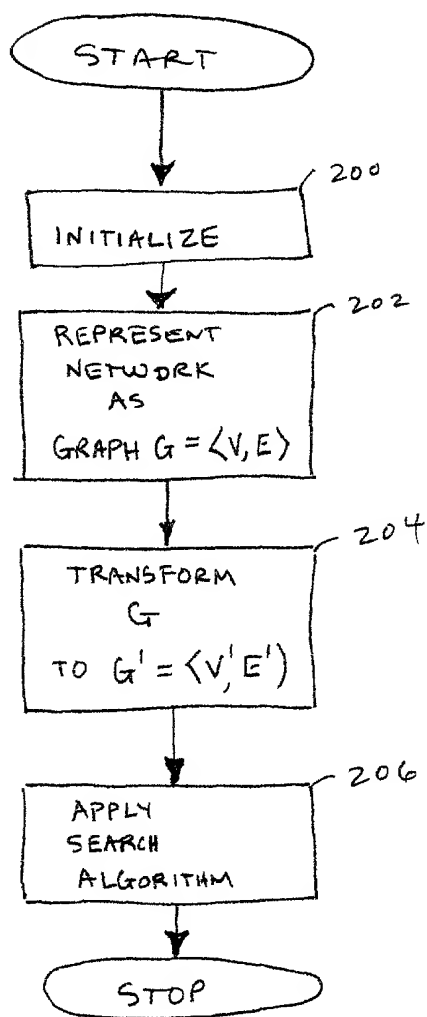 START
200
INITIALIZE
202
REPRESENT
NETWORK
AS
GRAPH G = ⟨V, E⟩
204
TRANSFORM
G
TO G' = ⟨V', E')
206
APPLY
SEARCH
ALGORITHM
STOP